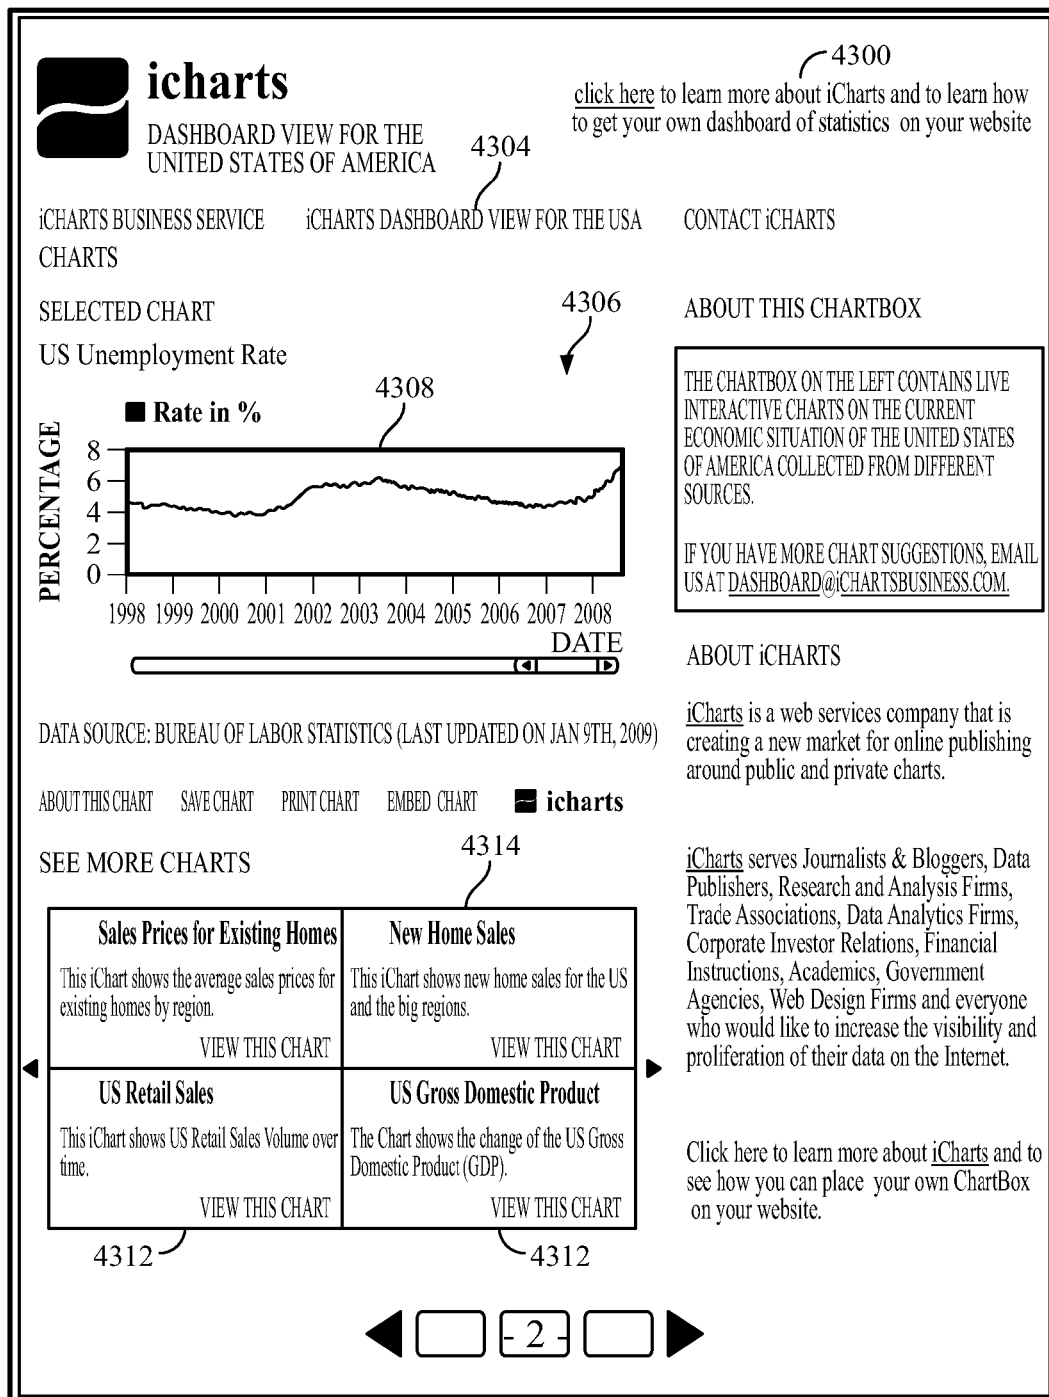 4300
icharts
DASHBOARD VIEW FOR THE
UNITED STATES OF AMERICA
click here to learn more about iCharts and to learn how
to get your own dashboard of statistics on your website
4304
iCHARTS BUSINESS SERVICE iCHARTS DASHBOARD VIEW FOR THE USA CONTACT iCHARTS
CHARTS
SELECTED CHART
US Unemployment Rate
4306
4308
Rate in %
PERCENTAGE
8
6
4
2
0
1998 1999 2000 2001 2002 2003 2004 2005 2006 2007 2008
DATE
DATA SOURCE: BUREAU OF LABOR STATISTICS (LAST UPDATED ON JAN 9TH, 2009)
ABOUT THIS CHART SAVE CHART PRINT CHART EMBED CHART icharts
SEE MORE CHARTS
4314
Sales Prices for Existing Homes
This iChart shows the average sales prices for
existing homes by region.
VIEW THIS CHART
New Home Sales
This iChart shows new home sales for the US
and the big regions.
VIEW THIS CHART
US Retail Sales
This iChart shows US Retail Sales Volume over
time.
VIEW THIS CHART
US Gross Domestic Product
The Chart shows the change of the US Gross
Domestic Product (GDP).
VIEW THIS CHART
4312
4312
ABOUT THIS CHARTBOX
THE CHARTBOX ON THE LEFT CONTAINS LIVE
INTERACTIVE CHARTS ON THE CURRENT
ECONOMIC SITUATION OF THE UNITED STATES
OF AMERICA COLLECTED FROM DIFFERENT
SOURCES.
IF YOU HAVE MORE CHART SUGGESTIONS, EMAIL
US AT DASHBOARD@iCHARTSBUSINESS.COM.
ABOUT iCHARTS
iCharts is a web services company that is
creating a new market for online publishing
around public and private charts.
iCharts serves Journalists & Bloggers, Data
Publishers, Research and Analysis Firms,
Trade Associations, Data Analytics Firms,
Corporate Investor Relations, Financial
Instructions, Academics, Government
Agencies, Web Design Firms and everyone
who would like to increase the visibility and
proliferation of their data on the Internet.
Click here to learn more about iCharts and to
see how you can place your own ChartBox
on your website.
- 2 -